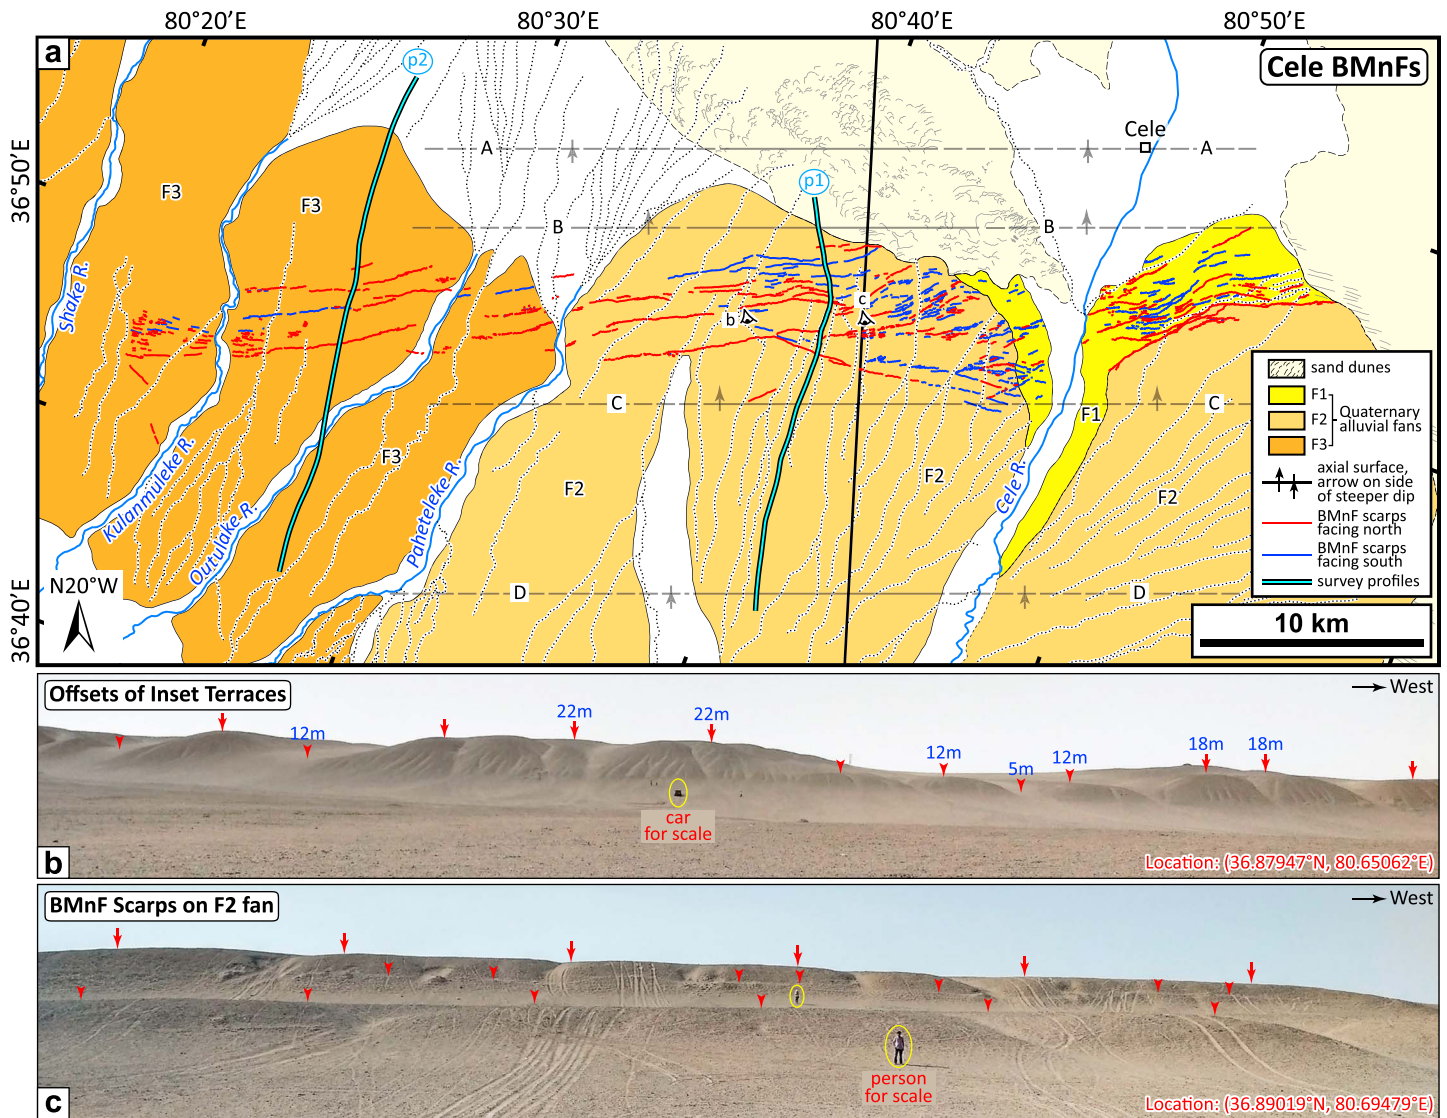 80°20′E 80°30′E 80°40′E 80°50′E
a
Cele BMnFs
p2
Cele
A A
36°50′E
F3
F3
p1
B B
Shake R.
c
b
sand dunes
F1
F2
F3
Quaternary
alluvial fans
axial surface,
arrow on side
of steeper dip
BMnF scarps
facing north
BMnF scarps
facing south
survey profiles
C C
F1
Kulanmüleke R.
F3
Outulake R.
Paheteleke R.
F2
F2
Cele R.
F2
N20°W
D D
36°40′E
10 km
Offsets of Inset Terraces
West
12m
22m
22m
12m
5m
12m
18m
18m
car
for scale
b
Location: (36.87947°N, 80.65062°E)
BMnF Scarps on F2 fan
West
person
for scale
c
Location: (36.89019°N, 80.69479°E)